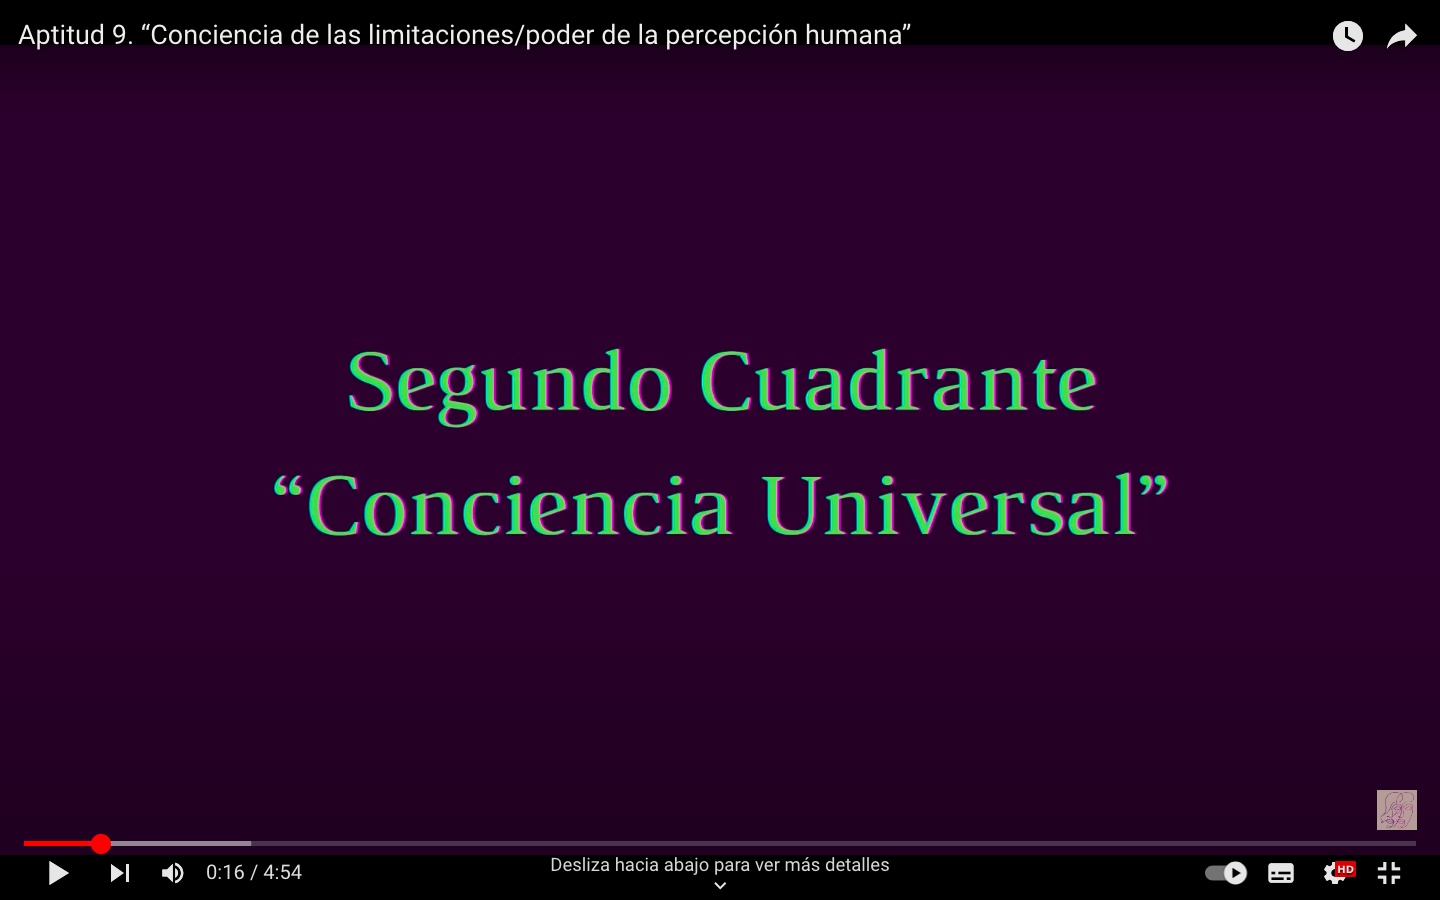 Aptitud 9. “Conciencia de las limitaciones/poder de la percepción humana”
Segundo Cuadrante
“Conciencia Universal”
0:16 / 4:54
Desliza hacia abajo para ver más detalles
HD